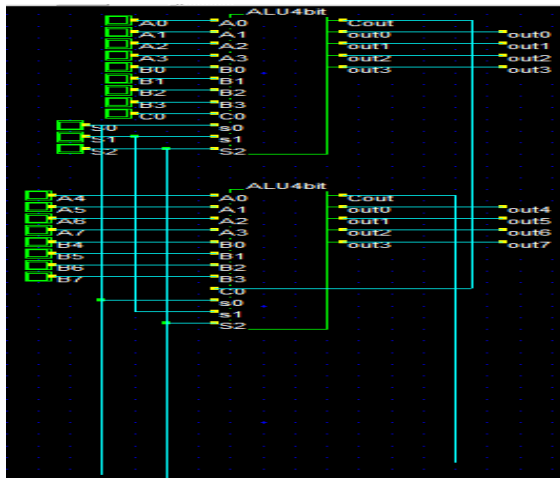 ALU4bit
A0 A0 Cout
A1 A1 out0 out0
A2 A2 out1 out1
A3 A3 out2 out2
B0 B0 out3 out3
B1 B1
B2 B2
B3 B3
C0 C0
S0 s0
S1 s1
S2 S2
ALU4bit
A4 A0 Cout
A5 A1 out0 out4
A6 A2 out1 out5
A7 A3 out2 out6
B4 B0 out3 out7
B5 B1
B6 B2
B7 B3
C0
s0
s1
S2